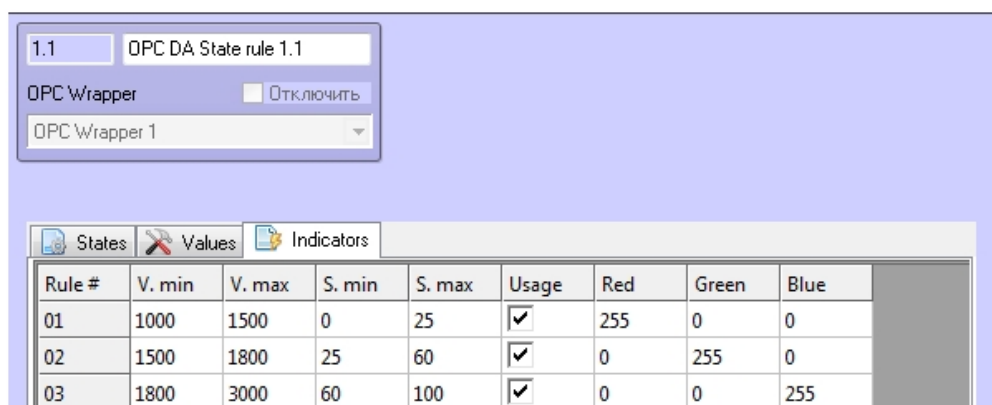 1.1 OPC DA State rule 1.1
OPC Wrapper Отключить
OPC Wrapper 1
States Values Indicators
Rule # V. min V. max S. min S. max Usage Red Green Blue
01 1000 1500 0 25 255 0 0
02 1500 1800 25 60 0 255 0
03 1800 3000 60 100 0 0 255